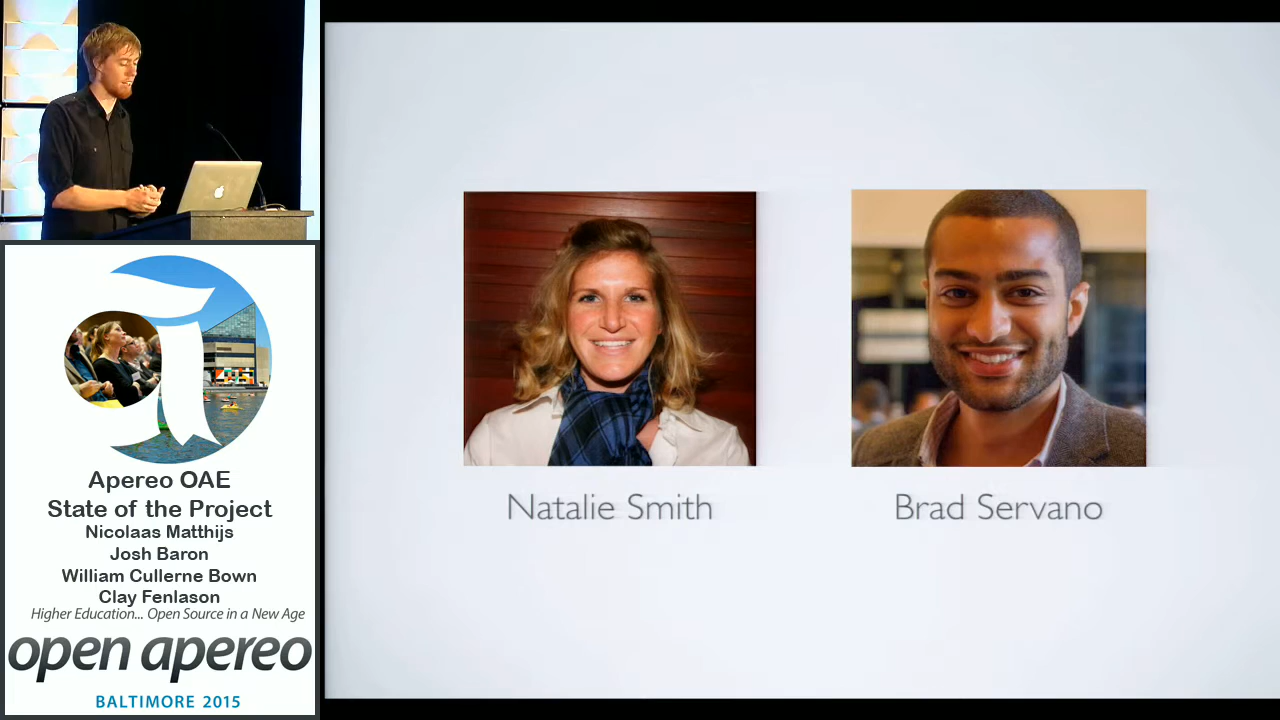 Natalie Smith
Brad Servano
Apereo OAE
State of the Project
Nicolaas Matthijs
Josh Baron
William Cullerne Bown
Clay Fenlason
Higher Education... Open Source in a New Age
open apereo
BALTIMORE 2015